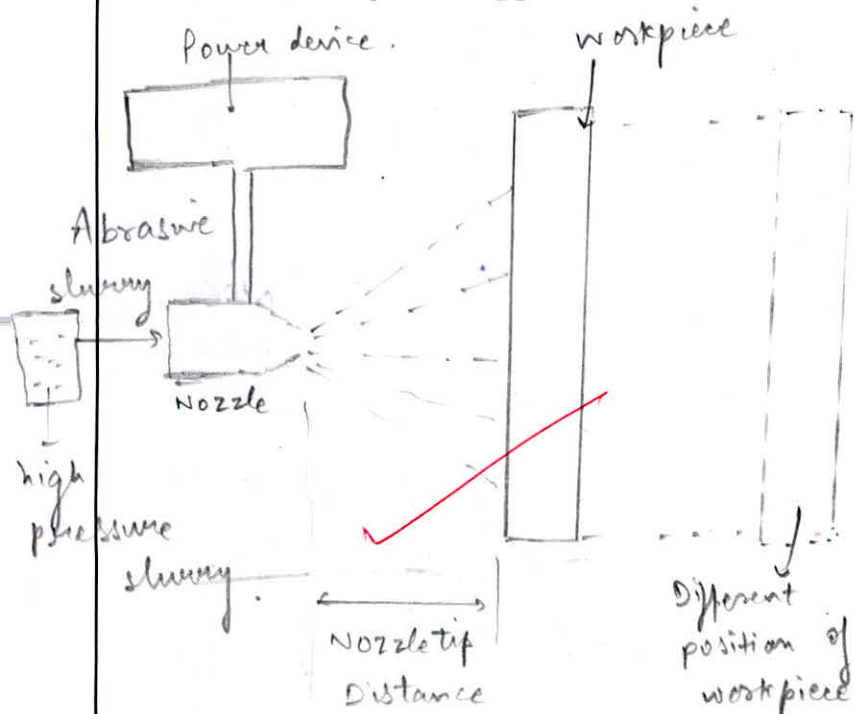 Power device.
workpiece
Abrasive
slurry
Nozzle
high
pressure
slurry.
Nozzle tip
Distance
Different
position of
workpiece